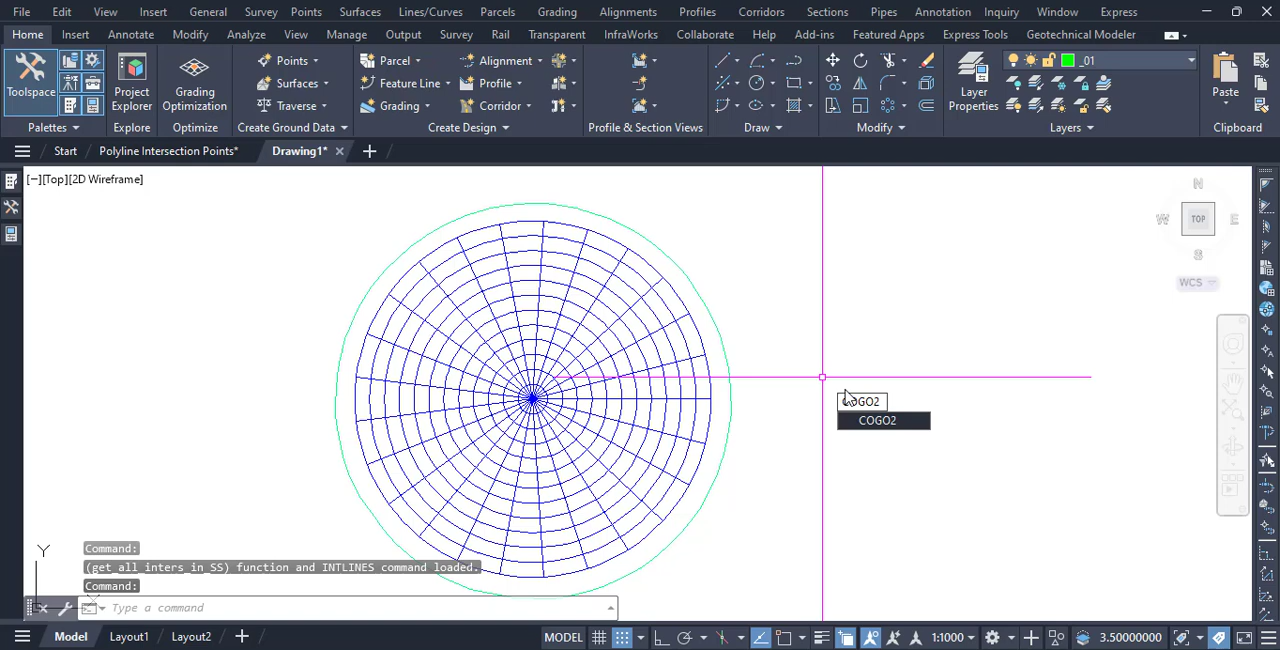 File Edit View Insert General Survey Points Surfaces Lines/Curves Parcels Grading Alignments Profiles Corridors Sections Pipes Annotation Inquiry Window Express
Home Insert Annotate Modify Analyze View Manage Output Survey Rail Transparent InfraWorks Collaborate Help Add-ins Featured Apps Express Tools Geotechnical Modeler
Points Parcel Alignment _01
Toolspace Project Explorer Grading Optimization Surfaces Feature Line Profile Layer Properties Paste
Traverse Grading Corridor
Palettes Explore Optimize Create Ground Data Create Design Profile & Section Views Draw Modify Layers Clipboard
Start Polyline Intersection Points* Drawing1*
[−][Top][2D Wireframe]
N
W TOP E
S
WCS
COGO2
COGO2
Y
Command:
(get_all_inters_in_SS) function and INTLINES command loaded.
Command:
Type a command
Model Layout1 Layout2 MODEL 1:1000 3.50000000